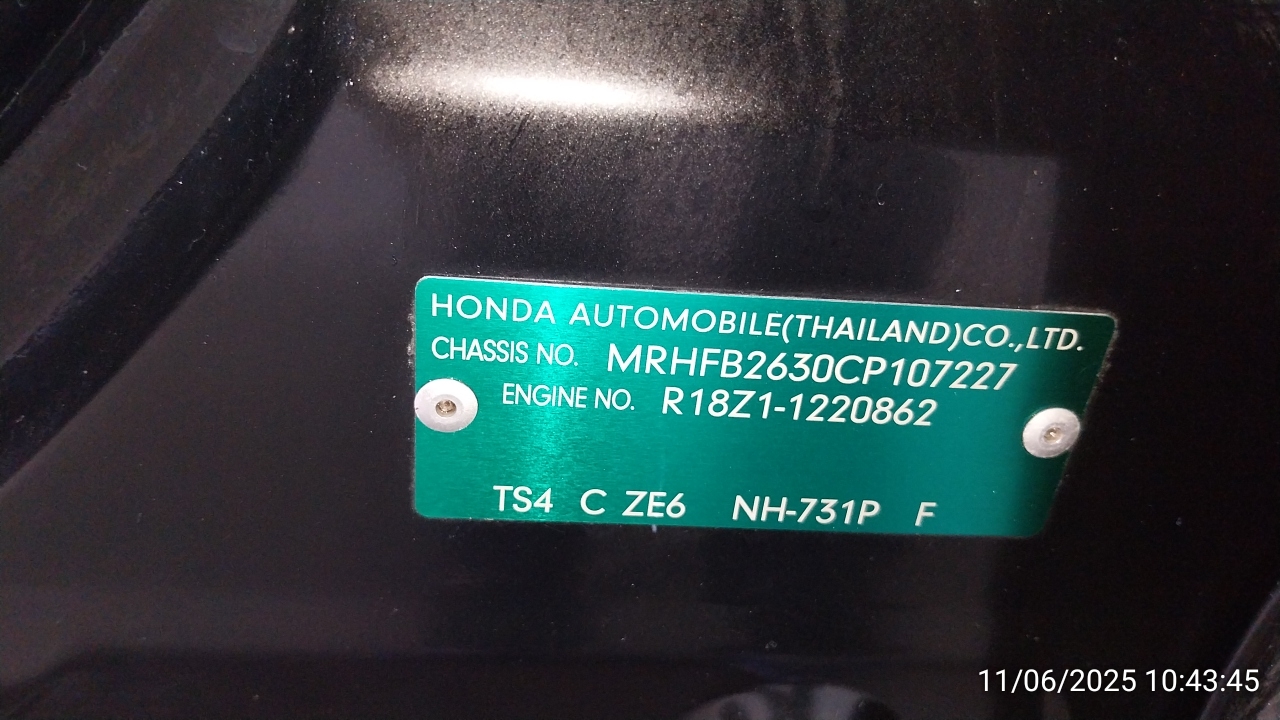 HONDA AUTOMOBILE(THAILAND)CO.,LTD.
CHASSIS NO. MRHFB2630CP107227
ENGINE NO. R18Z1-1220862
TS4 C ZE6 NH-731P F
11/06/2025 10:43:45